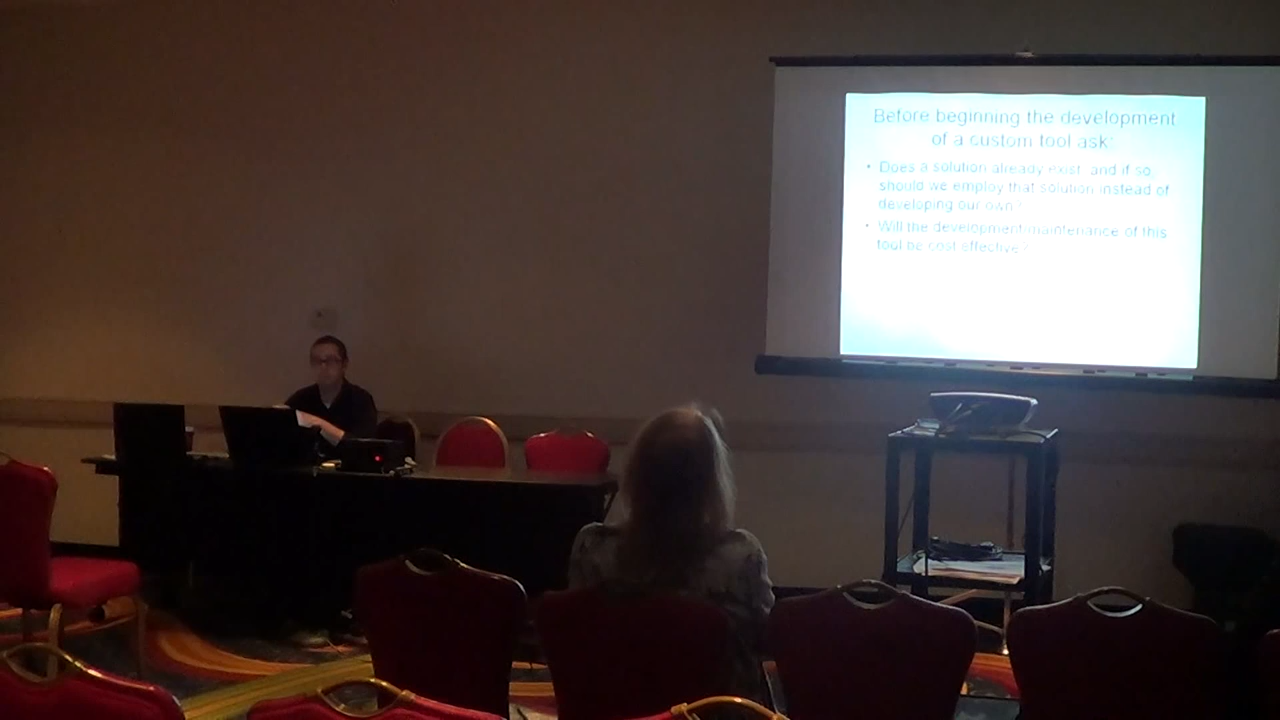 Before beginning the development
of a custom tool ask:
• Does a solution already exist, and if so,
should we employ that solution instead of
developing our own?
• Will the development/maintenance of this
tool be cost effective?